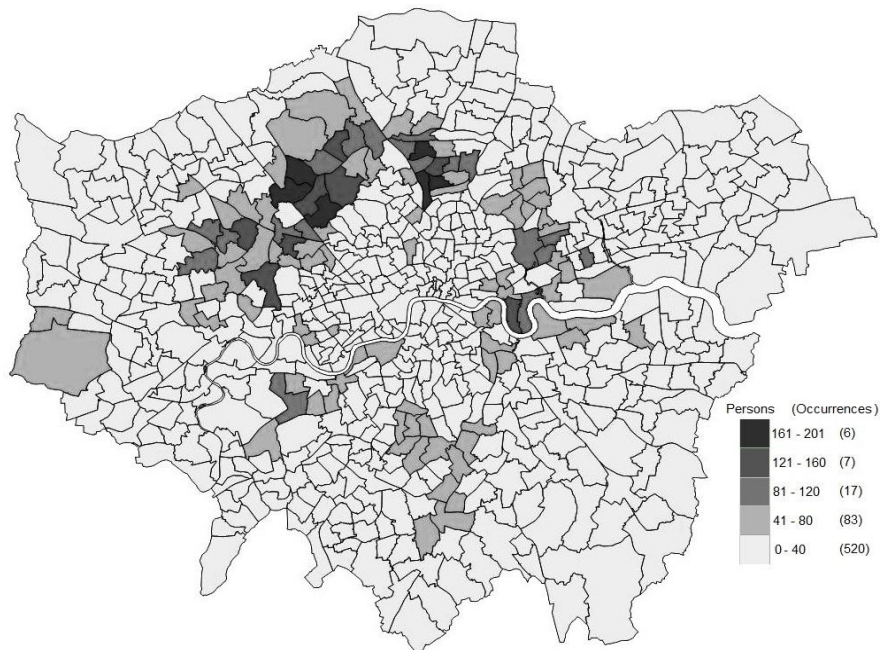 Persons (Occurrences)
161 - 201 (6)
121 - 160 (7)
81 - 120 (17)
41 - 80 (83)
0 - 40 (520)